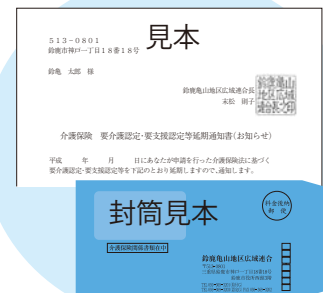 見本
513-0801
鈴鹿市神戸一丁目18番18号
鈴亀 太郎 様
鈴鹿亀山地区広域連合長
末松 則子
介護保険 要介護認定・要支援認定等延期通知書(お知らせ)
平成 年 月 日にあなたが申請を行った介護保険法に基づく
要介護認定・要支援認定等を下記のとおり延期しますので、通知します。
封筒見本
料金後納
郵便
介護保険関係書類在中
鈴鹿亀山地区広域連合